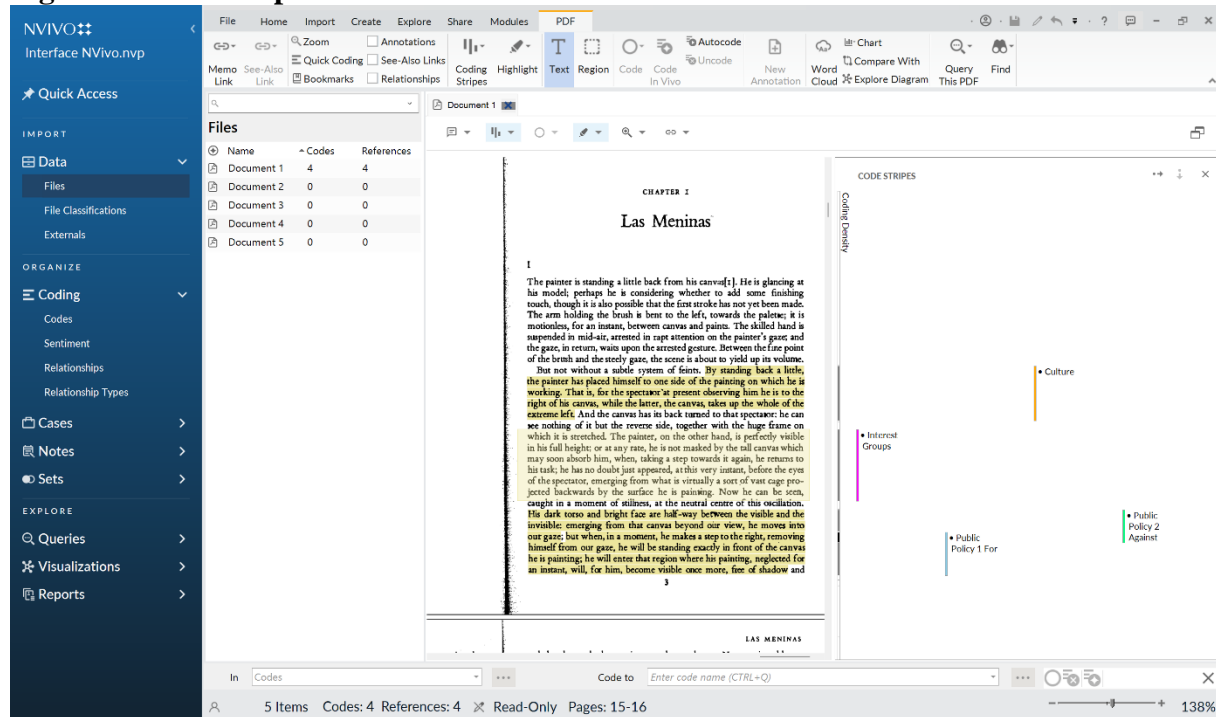 NVIVO
Interface NVivo.nvp
Quick Access
IMPORT
Data
Files
File Classifications
Externals
ORGANIZE
Coding
Codes
Sentiment
Relationships
Relationship Types
Cases
Notes
Sets
EXPLORE
Queries
Visualizations
Reports
File Home Import Create Explore Share Modules PDF
Memo Link
See-Also Link
Zoom
Quick Coding
Bookmarks
Annotations
See-Also Links
Relationships
Coding Stripes
Highlight
Text
Region
Code
Code In Vivo
Autocode
Uncode
New Annotation
Word Cloud
Chart
Compare With
Explore Diagram
Query This PDF
Find
Files
Name Codes References
Document 1 4 4
Document 2 0 0
Document 3 0 0
Document 4 0 0
Document 5 0 0
Document 1
CHAPTER I
Las Meninas
I
The painter is standing a little back from his canvas[1]. He is glancing at
his model; perhaps he is considering whether to add some finishing
touch, though it is also possible that the first stroke has not yet been made.
The arm holding the brush is bent to the left, towards the palette; it is
motionless, for an instant, between canvas and paints. The skilled hand is
suspended in mid-air, arrested in rapt attention on the painter's gaze; and
the gaze, in return, waits upon the arrested gesture. Between the fine point
of the brush and the steely gaze, the scene is about to yield up its volume.
But not without a subtle system of feints. By standing back a little,
the painter has placed himself to one side of the painting on which he is
working. That is, for the spectator at present observing him he is to the
right of his canvas, while the latter, the canvas, takes up the whole of the
extreme left. And the canvas has its back turned to that spectator: he can
see nothing of it but the reverse side, together with the huge frame on
which it is stretched. The painter, on the other hand, is perfectly visible
in his full height; or at any rate, he is not masked by the tall canvas which
may soon absorb him, when, taking a step towards it again, he returns to
his task; he has no doubt just appeared, at this very instant, before the eyes
of the spectator, emerging from what is virtually a sort of vast cage pro-
jected backwards by the surface he is painting. Now he can be seen,
caught in a moment of stillness, at the neutral centre of this oscillation.
His dark torso and bright face are half-way between the visible and the
invisible: emerging from that canvas beyond our view, he moves into
our gaze; but when, in a moment, he makes a step to the right, removing
himself from our gaze, he will be standing exactly in front of the canvas
he is painting; he will enter that region where his painting, neglected for
an instant, will, for him, become visible once more, free of shadow and
3
LAS MENINAS
CODE STRIPES
Coding Density
• Culture
• Interest
Groups
• Public
Policy 2
Against
• Public
Policy 1 For
In Codes
Code to Enter code name (CTRL+Q)
5 Items Codes: 4 References: 4 Read-Only Pages: 15-16
138%